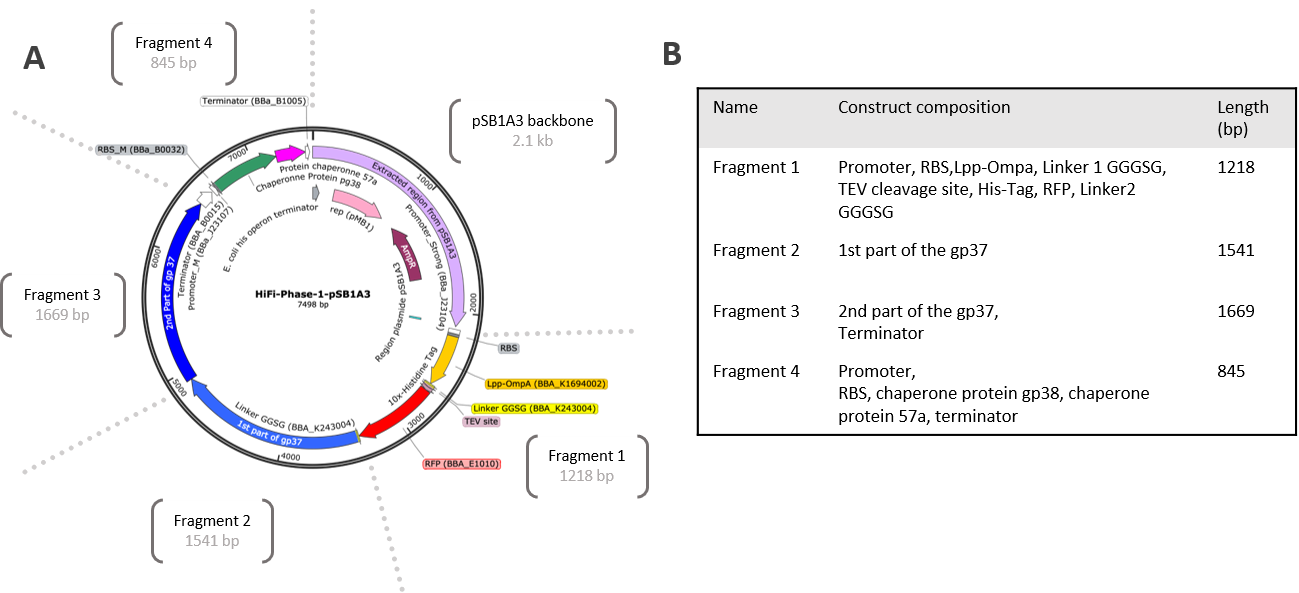 A
Fragment 4
845 bp
pSB1A3 backbone
2.1 kb
Fragment 3
1669 bp
Fragment 1
1218 bp
Fragment 2
1541 bp
Terminator (BBa_B1005)
RBS_M (BBa_B0032)
7000
1000
2000
3000
4000
5000
6000
Protein chaperonne 57a
Chaperonne Protein pg38
Extracted region from pSB1A3
E. coli his operon terminator
rep (pMB1)
AmpR
Promoter_Strong (BBa_J23104)
Region plasmide pSB1A3
Terminator (BBA_B0015)
Promoter_M (BBa_J23107)
HiFi-Phase-1-pSB1A3
7498 bp
RBS
Lpp-OmpA (BBA_K1694002)
10x-Histidine Tag
Linker GGSG (BBA_K243004)
TEV site
RFP (BBA_E1010)
Linker GGSG (BBA_K243004)
1st part of gp37
2nd Part of gp 37
B
Name Construct composition Length
(bp)
Fragment 1 Promoter, RBS,Lpp-Ompa, Linker 1 GGGSG, 1218
TEV cleavage site, His-Tag, RFP, Linker2
GGGSG
Fragment 2 1st part of the gp37 1541
Fragment 3 2nd part of the gp37, 1669
Terminator
Fragment 4 Promoter, 845
RBS, chaperone protein gp38, chaperone
protein 57a, terminator